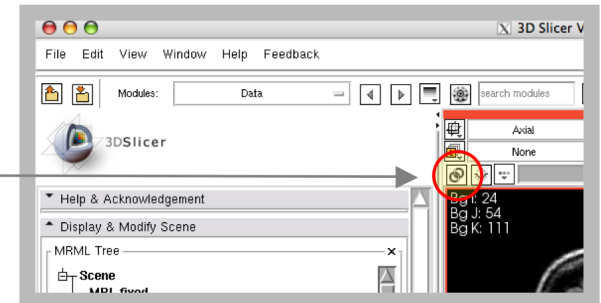 3D Slicer V
File Edit View Window Help Feedback
Modules: Data search modules
3DSlicer
Axial
None
Help & Acknowledgement
Display & Modify Scene
MRML Tree
Scene
Bg I: 24
Bg J: 54
Bg K: 111